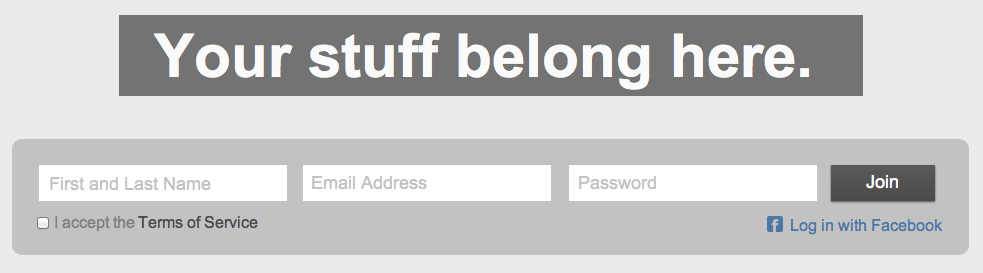 Your stuff belong here.
First and Last Name Email Address Password Join
I accept the Terms of Service Log in with Facebook